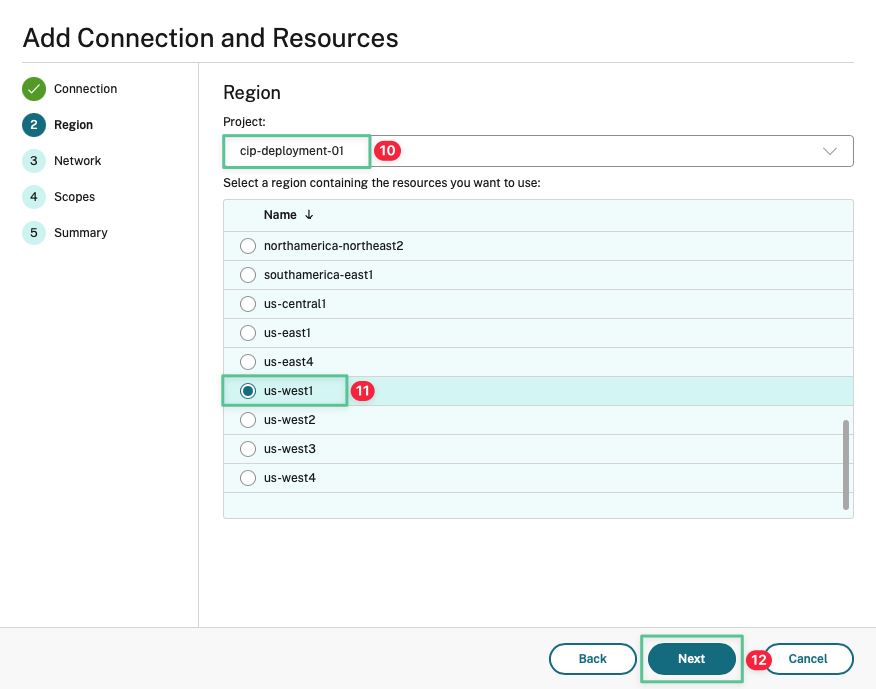 Add Connection and Resources
Connection
2 Region
3 Network
4 Scopes
5 Summary
Region
Project:
cip-deployment-01 10
Select a region containing the resources you want to use:
Name ↓
northamerica-northeast2
southamerica-east1
us-central1
us-east1
us-east4
us-west1 11
us-west2
us-west3
us-west4
Back Next 12 Cancel